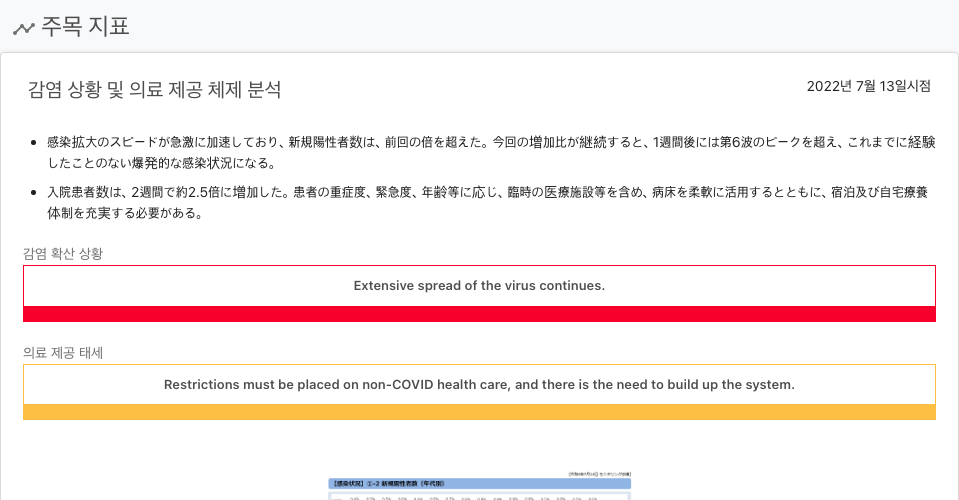 주목 지표
감염 상황 및 의료 제공 체제 분석
2022년 7월 13일시점
感染拡大のスピードが急激に加速しており、新規陽性者数は、前回の倍を超えた。今回の増加比が継続すると、1週間後には第6波のピークを超え、これまでに経験
したことのない爆発的な感染状況になる。
入院患者数は、2週間で約2.5倍に増加した。患者の重症度、緊急度、年齢等に応じ、臨時の医療施設等を含め、病床を柔軟に活用するとともに、宿泊及び自宅療養
体制を充実する必要がある。
감염 확산 상황
Extensive spread of the virus continues.
의료 제공 태세
Restrictions must be placed on non-COVID health care, and there is the need to build up the system.
【感染状況】①-2 新規陽性者数（年代別）